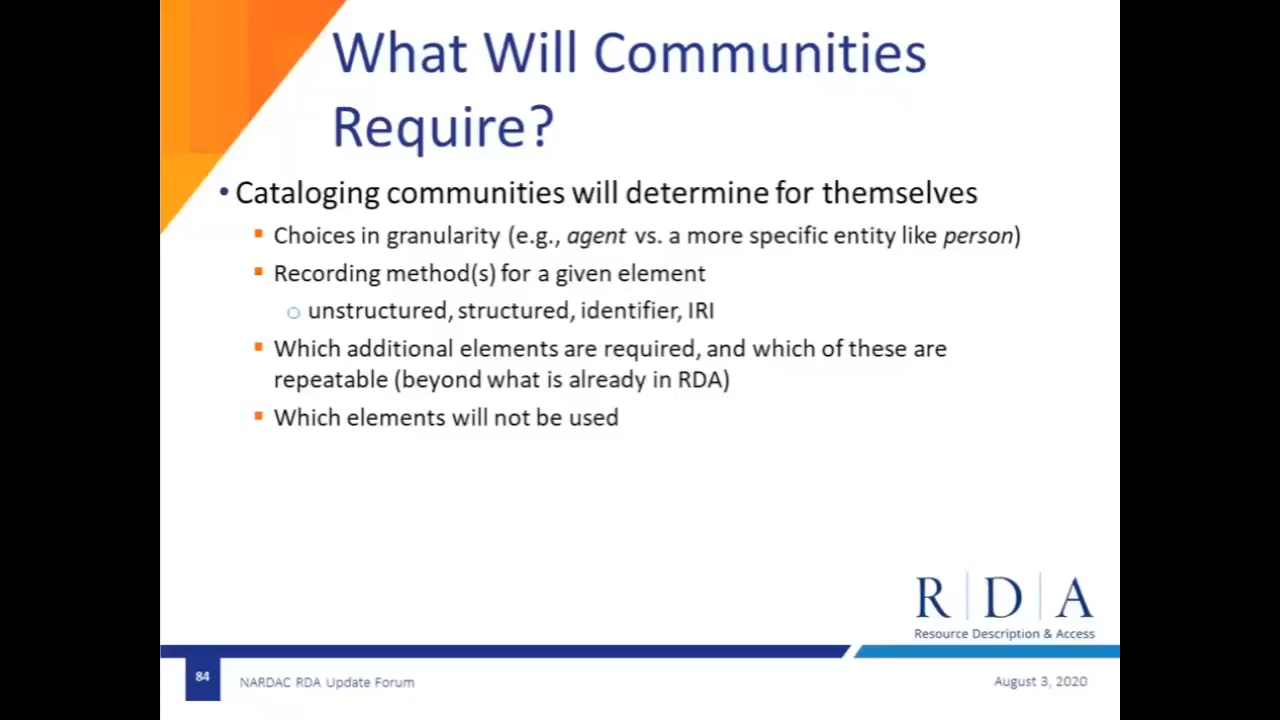 What Will Communities
Require?
• Cataloging communities will determine for themselves
▪ Choices in granularity (e.g., agent vs. a more specific entity like person)
▪ Recording method(s) for a given element
○ unstructured, structured, identifier, IRI
▪ Which additional elements are required, and which of these are
repeatable (beyond what is already in RDA)
▪ Which elements will not be used
R|D|A
Resource Description & Access
84
NARDAC RDA Update Forum
August 3, 2020